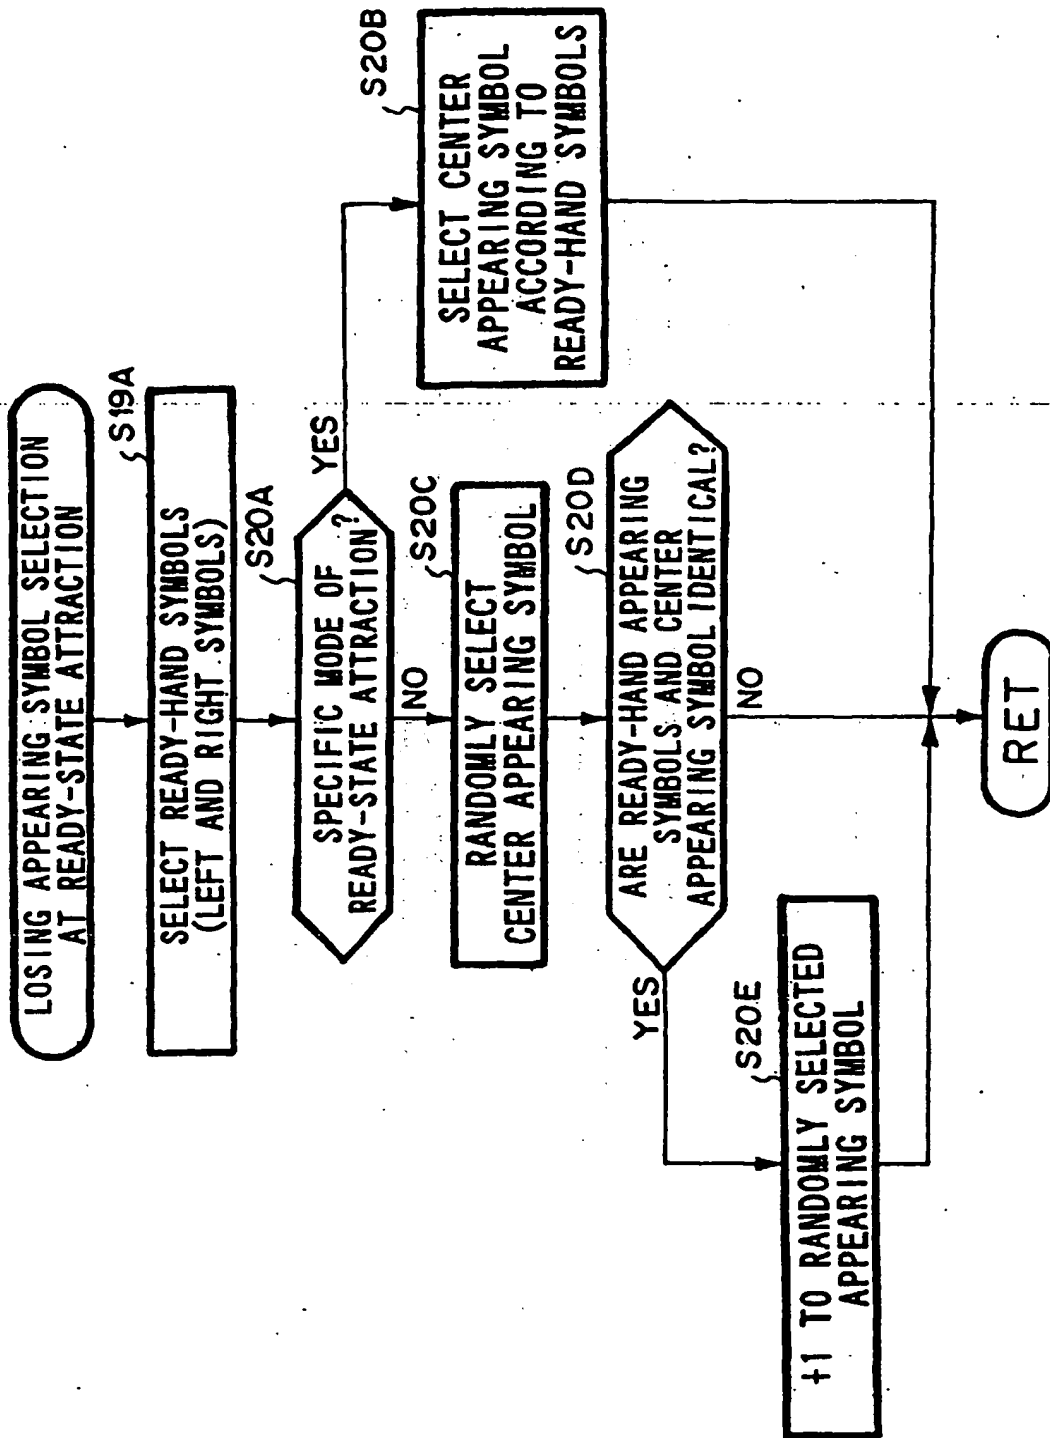 LOSING APPEARING SYMBOL SELECTION
AT READY-STATE ATTRACTION
S19A
SELECT READY-HAND SYMBOLS
(LEFT AND RIGHT SYMBOLS)
S20A
SPECIFIC MODE OF
READY-STATE ATTRACTION?
YES
NO
S20B
SELECT CENTER
APPEARING SYMBOL
ACCORDING TO
READY-HAND SYMBOLS
S20C
RANDOMLY SELECT
CENTER APPEARING SYMBOL
S20D
ARE READY-HAND APPEARING
SYMBOLS AND CENTER
APPEARING SYMBOL IDENTICAL?
YES
NO
S20E
+1 TO RANDOMLY SELECTED
APPEARING SYMBOL
RET